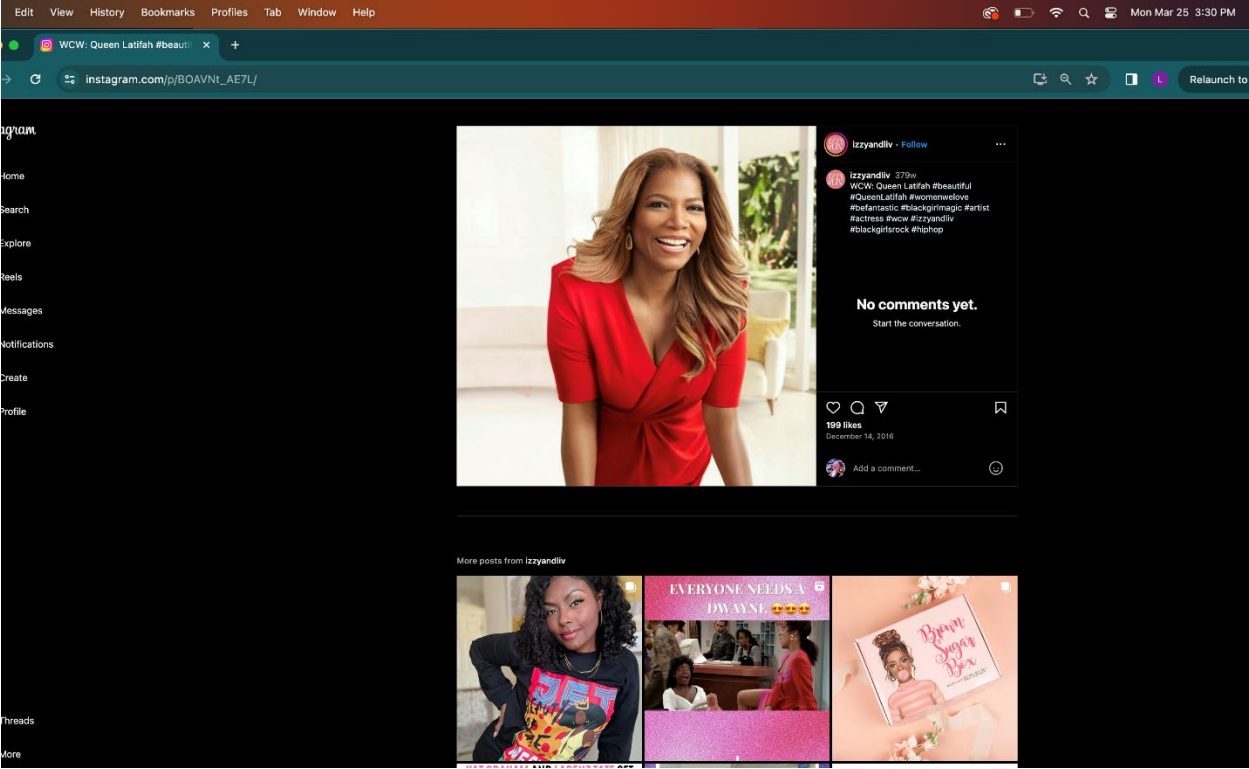 Edit View History Bookmarks Profiles Tab Window Help
Mon Mar 25 3:30 PM
WCW: Queen Latifah #beauti
instagram.com/p/BOAVNt_AE7L/
L
Relaunch to
agram
Home
Search
Explore
Reels
Messages
Notifications
Create
Profile
Threads
More
izzyandliv • Follow
izzyandliv 379w
WCW: Queen Latifah #beautiful
#QueenLatifah #womenwelove
#befantastic #blackgirlmagic #artist
#actress #wcw #izzyandliv
#blackgirlsrock #hiphop
No comments yet.
Start the conversation.
199 likes
December 14, 2016
Add a comment...
More posts from izzyandliv
JET
EVERYONE NEEDS A
DWAYNE 😍😍😍
Brown
Sugar
Box